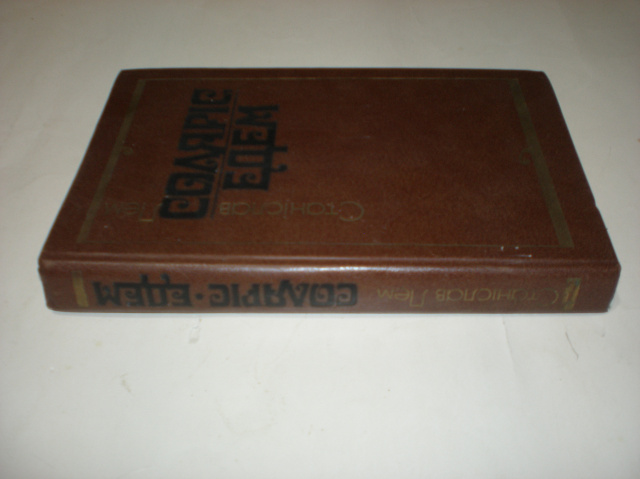 Станіслав
Лем
СОЛЯРІС
ЕДЕМ
Станіслав Лем
СОЛЯРІС · ЕДЕМ